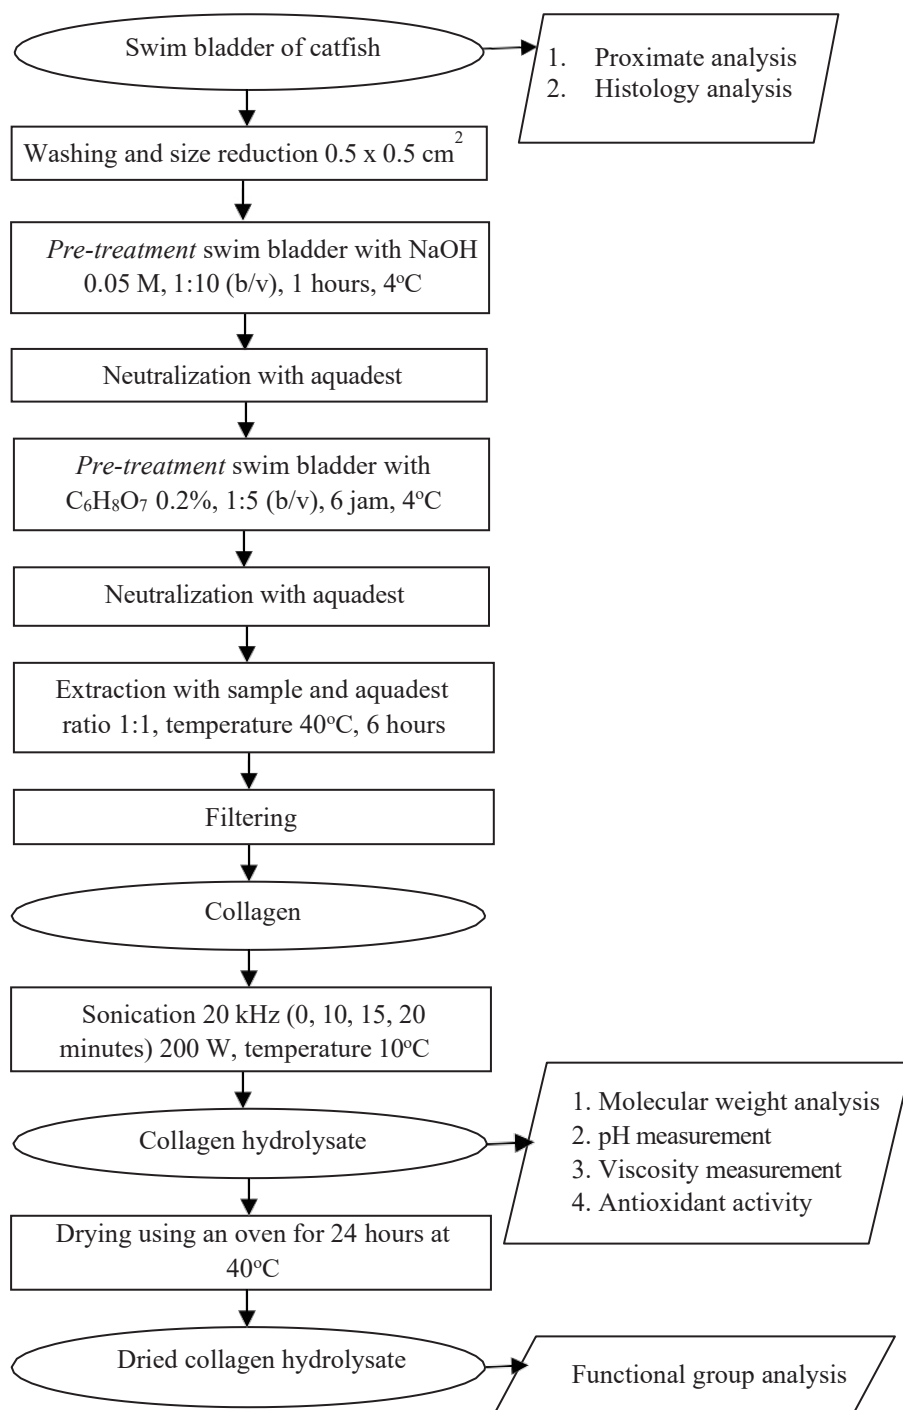 Swim bladder of catfish
1. Proximate analysis
2. Histology analysis
Washing and size reduction 0.5 x 0.5 cm²
Pre-treatment swim bladder with NaOH
0.05 M, 1:10 (b/v), 1 hours, 4ºC
Neutralization with aquadest
Pre-treatment swim bladder with
C₆H₈O₇ 0.2%, 1:5 (b/v), 6 jam, 4ºC
Neutralization with aquadest
Extraction with sample and aquadest
ratio 1:1, temperature 40ºC, 6 hours
Filtering
Collagen
Sonication 20 kHz (0, 10, 15, 20
minutes) 200 W, temperature 10ºC
Collagen hydrolysate
1. Molecular weight analysis
2. pH measurement
3. Viscosity measurement
4. Antioxidant activity
Drying using an oven for 24 hours at
40ºC
Dried collagen hydrolysate
Functional group analysis